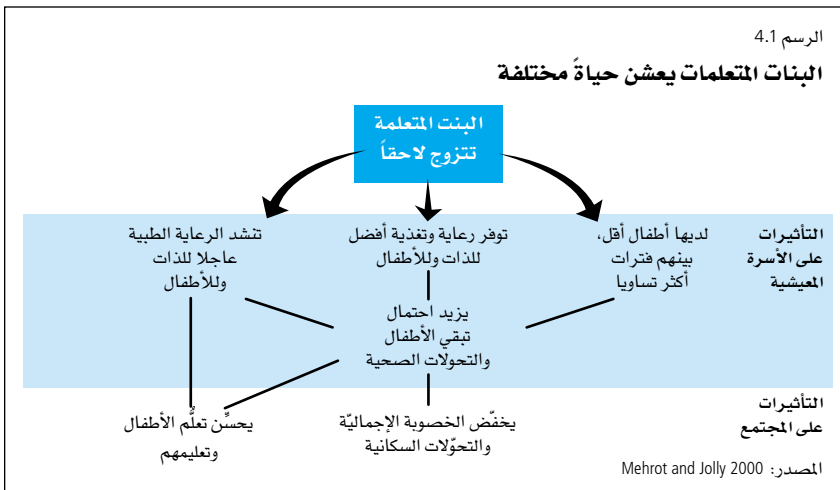 الرسم 4.1
البنات المتعلمات يعشن حياةً مختلفة
البنت المتعلمة
تتزوج لاحقاً
التأثيرات
على الأسرة
المعيشية
لديها أطفال أقل،
بينهم فترات
أكثر تساويا
توفر رعاية وتغذية أفضل
للذات وللأطفال
تنشد الرعاية الطبية
عاجلا للذات
وللأطفال
يزيد احتمال
تبقي الأطفال
والتحولات الصحية
التأثيرات
على المجتمع
يخفّض الخصوبة الإجماليّة
والتحوّلات السكانية
يحسِّن تعلُّم الأطفال
وتعليمهم
المصدر: Mehrot and Jolly 2000